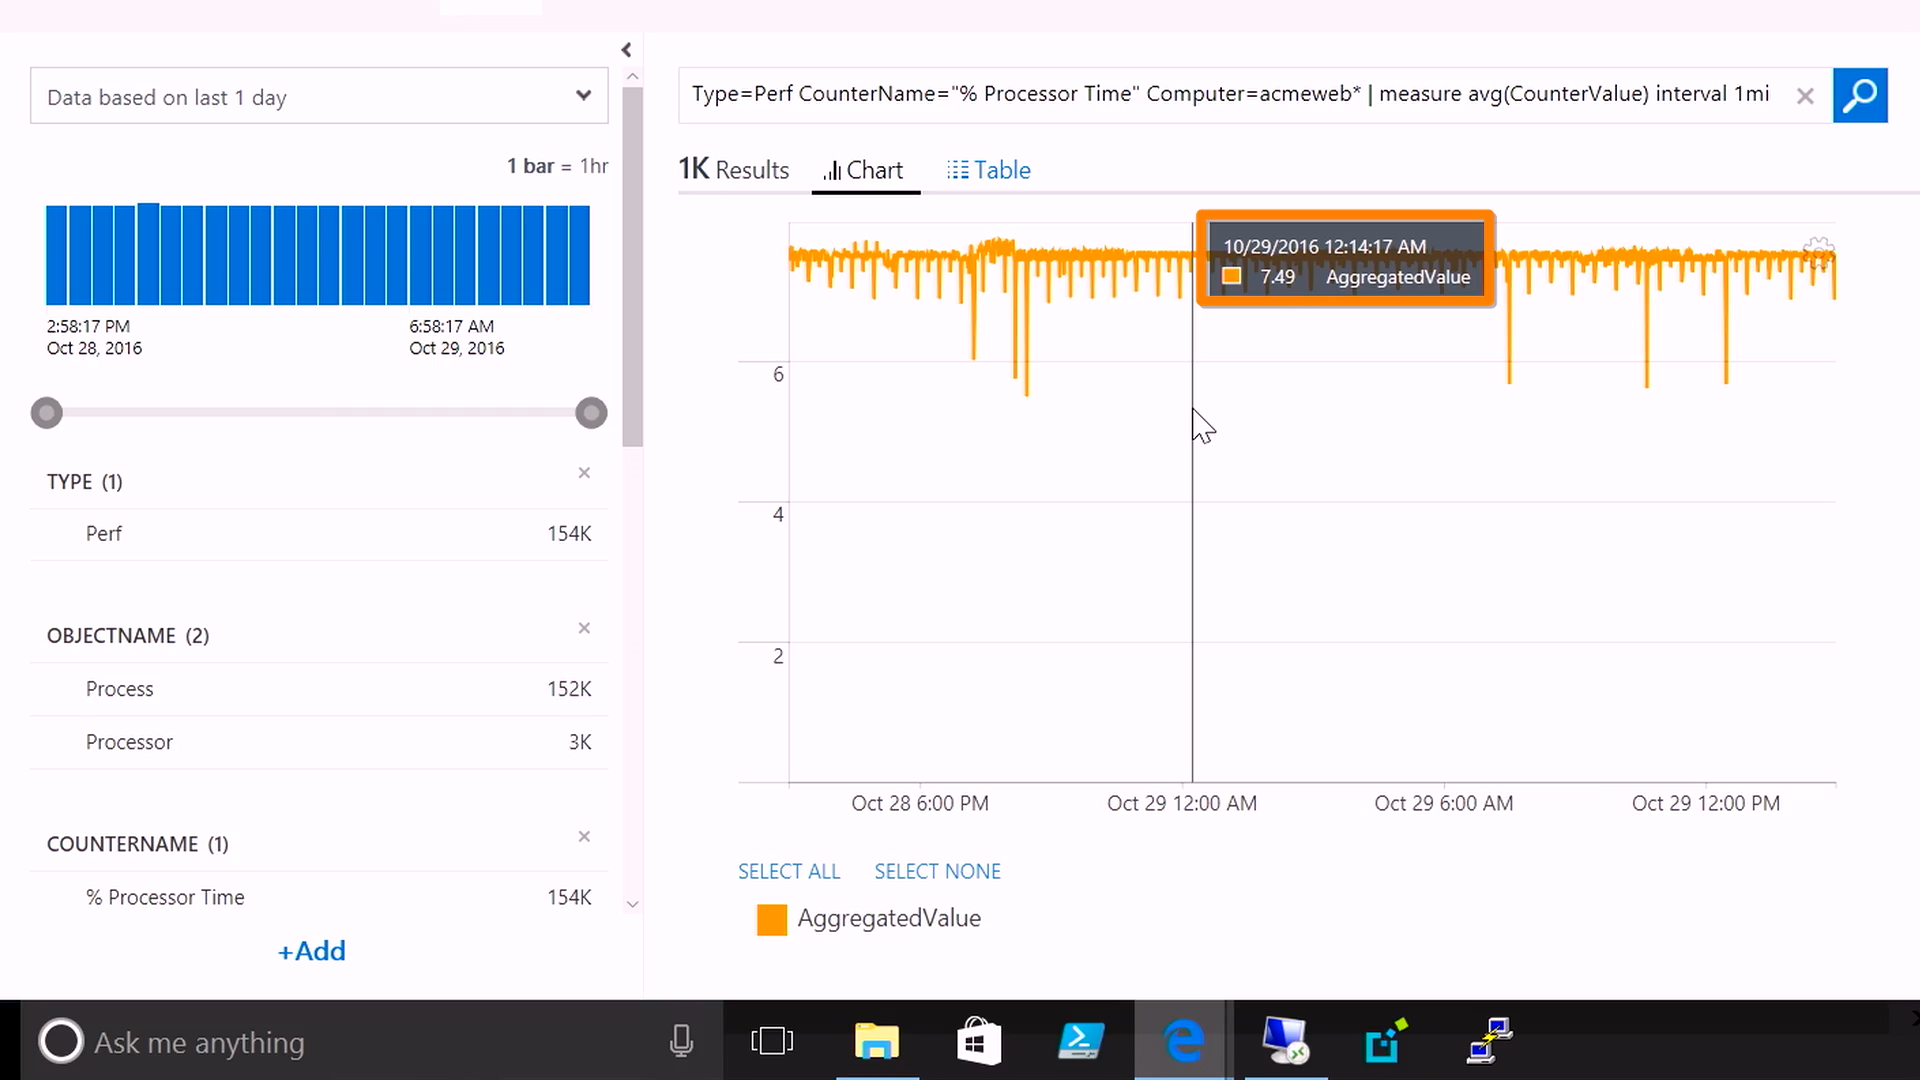 Data based on last 1 day
1 bar = 1hr
2:58:17 PM
Oct 28, 2016
6:58:17 AM
Oct 29, 2016
TYPE (1)
Perf 154K
OBJECTNAME (2)
Process 152K
Processor 3K
COUNTERNAME (1)
% Processor Time 154K
+Add
Type=Perf CounterName="% Processor Time" Computer=acmeweb* | measure avg(CounterValue) interval 1mi
1K Results
Chart
Table
10/29/2016 12:14:17 AM
7.49 AggregatedValue
6
4
2
Oct 28 6:00 PM
Oct 29 12:00 AM
Oct 29 6:00 AM
Oct 29 12:00 PM
SELECT ALL
SELECT NONE
AggregatedValue
Ask me anything